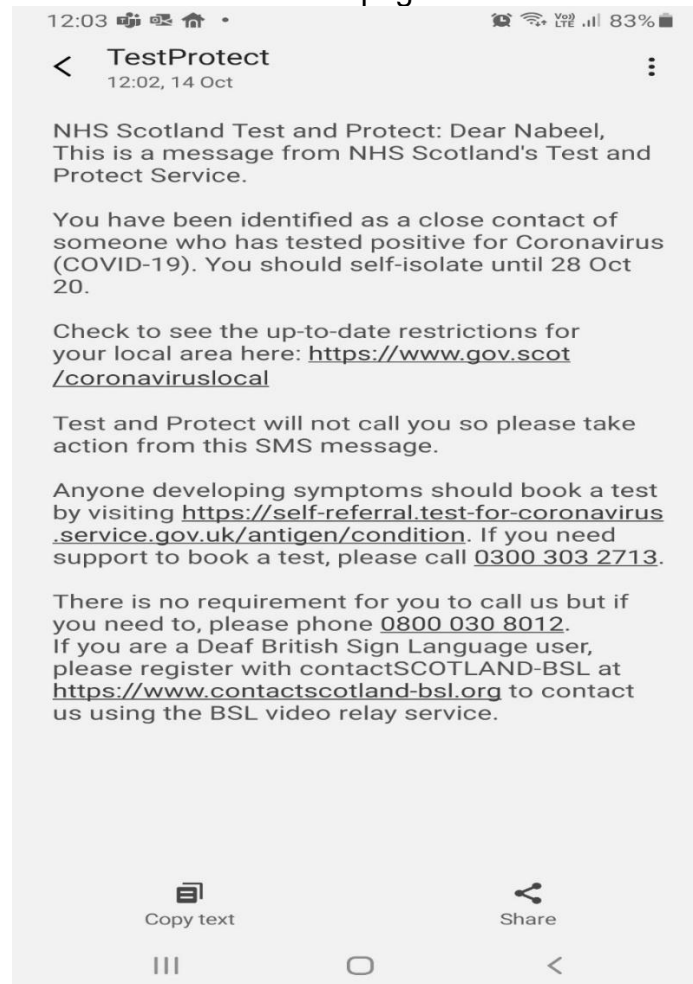 12:03 83%
TestProtect
12:02, 14 Oct
NHS Scotland Test and Protect: Dear Nabeel,
This is a message from NHS Scotland's Test and
Protect Service.
You have been identified as a close contact of
someone who has tested positive for Coronavirus
(COVID-19). You should self-isolate until 28 Oct
20.
Check to see the up-to-date restrictions for
your local area here: https://www.gov.scot
/coronaviruslocal
Test and Protect will not call you so please take
action from this SMS message.
Anyone developing symptoms should book a test
by visiting https://self-referral.test-for-coronavirus
.service.gov.uk/antigen/condition. If you need
support to book a test, please call 0300 303 2713.
There is no requirement for you to call us but if
you need to, please phone 0800 030 8012.
If you are a Deaf British Sign Language user,
please register with contactSCOTLAND-BSL at
https://www.contactscotland-bsl.org to contact
us using the BSL video relay service.
Copy text Share